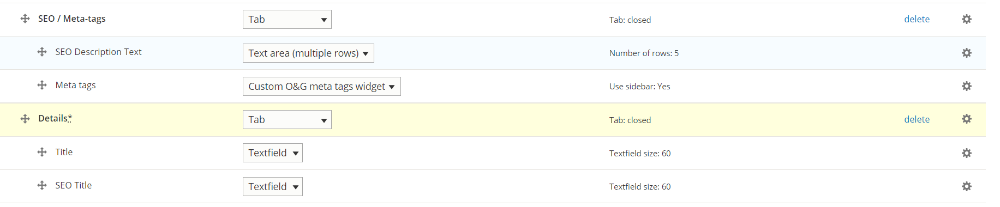 SEO / Meta-tags Tab Tab: closed delete
SEO Description Text Text area (multiple rows) Number of rows: 5
Meta tags Custom O&G meta tags widget Use sidebar: Yes
Details* Tab Tab: closed delete
Title Textfield Textfield size: 60
SEO Title Textfield Textfield size: 60